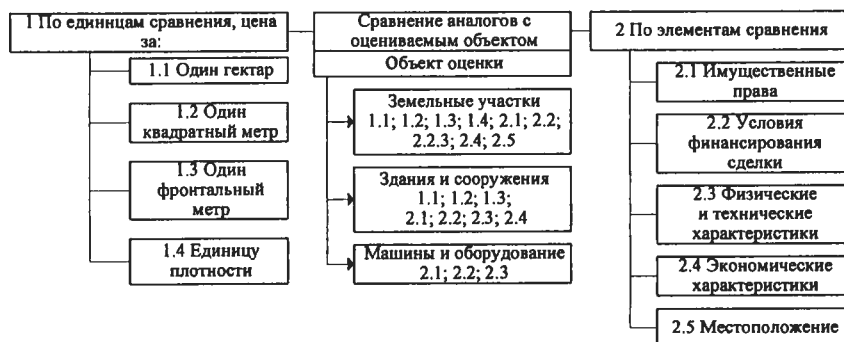 1 По единицам сравнения, цена
за:
1.1 Один гектар
1.2 Один
квадратный метр
1.3 Один
фронтальный
метр
1.4 Единицу
плотности
Сравнение аналогов с
оцениваемым объектом
Объект оценки
Земельные участки
1.1; 1.2; 1.3; 1.4; 2.1; 2.2;
2.2.3; 2.4; 2.5
Здания и сооружения
1.1; 1.2; 1.3;
2.1; 2.2; 2.3; 2.4
Машины и оборудование
2.1; 2.2; 2.3
2 По элементам сравнения
2.1 Имущественные
права
2.2 Условия
финансирования
сделки
2.3 Физические
и технические
характеристики
2.4 Экономические
характеристики
2.5 Местоположение